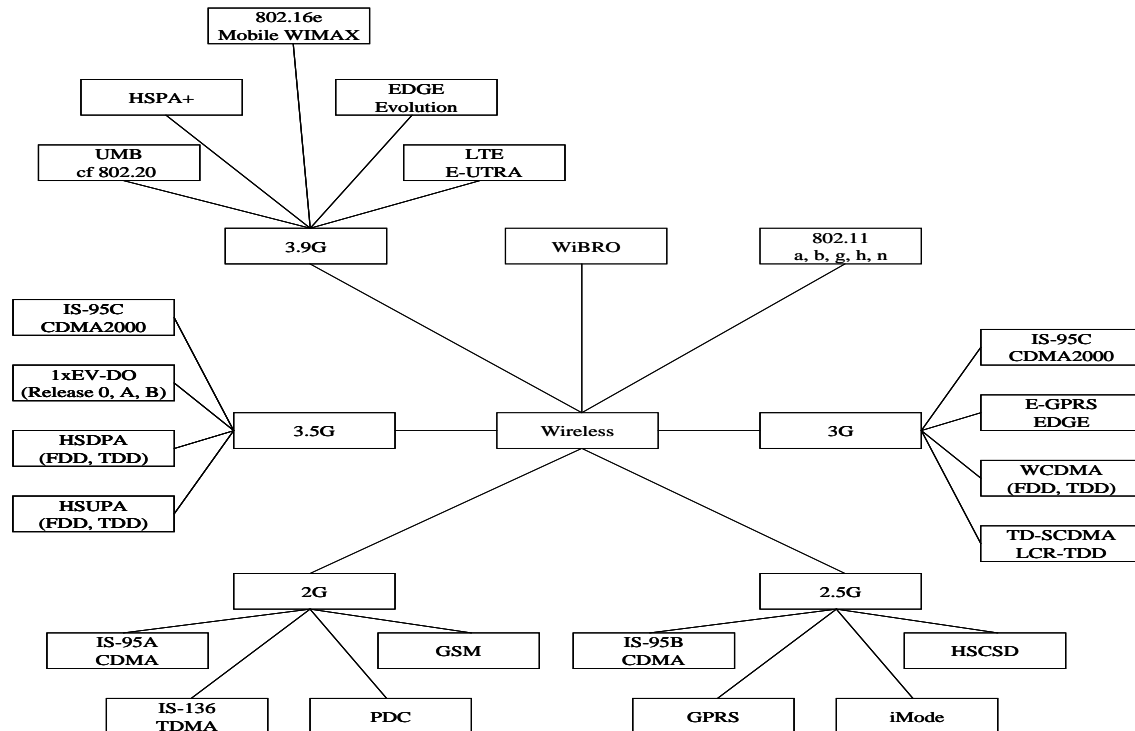 802.16e
Mobile WIMAX
HSPA+
EDGE
Evolution
UMB
cf 802.20
LTE
E-UTRA
3.9G
WiBRO
802.11
a, b, g, h, n
IS-95C
CDMA2000
1xEV-DO
(Release 0, A, B)
HSDPA
(FDD, TDD)
HSUPA
(FDD, TDD)
3.5G
Wireless
3G
IS-95C
CDMA2000
E-GPRS
EDGE
WCDMA
(FDD, TDD)
TD-SCDMA
LCR-TDD
2G
IS-95A
CDMA
GSM
IS-136
TDMA
PDC
2.5G
IS-95B
CDMA
HSCSD
GPRS
iMode